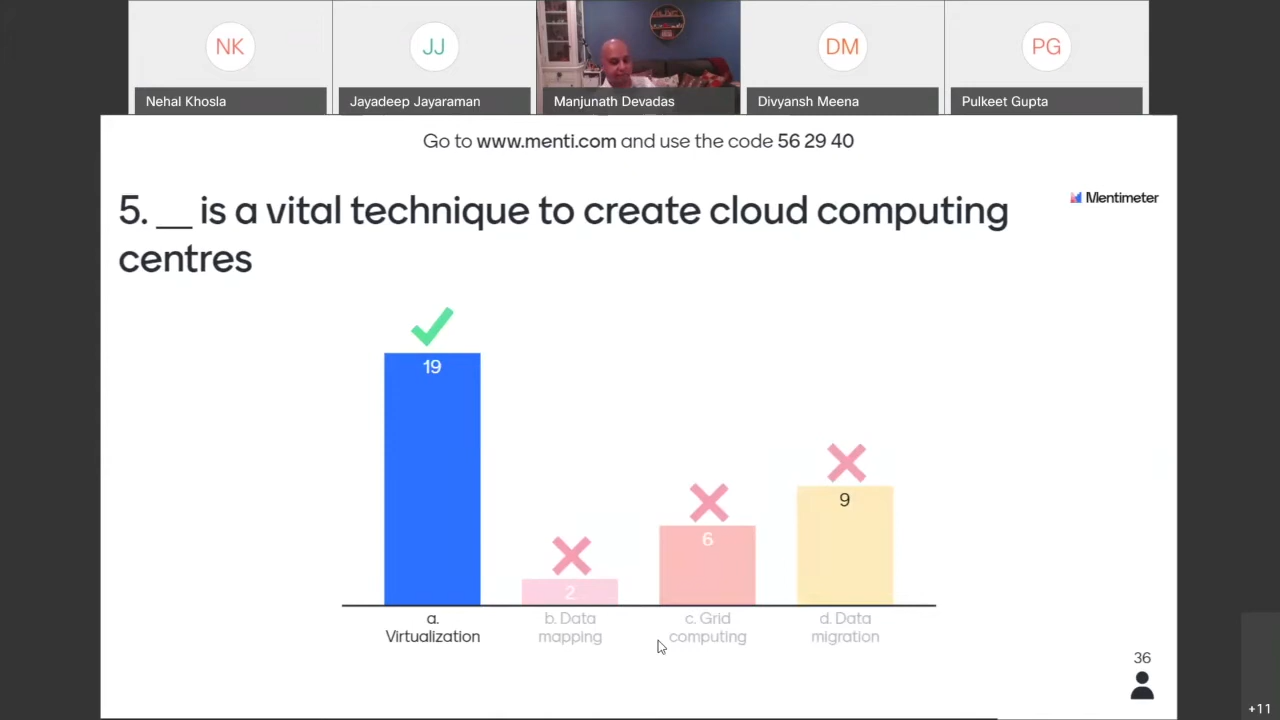 NK
JJ
DM
PG
Nehal Khosla
Jayadeep Jayaraman
Manjunath Devadas
Divyansh Meena
Pulkeet Gupta
Go to www.menti.com and use the code 56 29 40
Mentimeter
5. __ is a vital technique to create cloud computing
centres
19
2
6
9
a.
Virtualization
b. Data
mapping
c. Grid
computing
d. Data
migration
36
+11